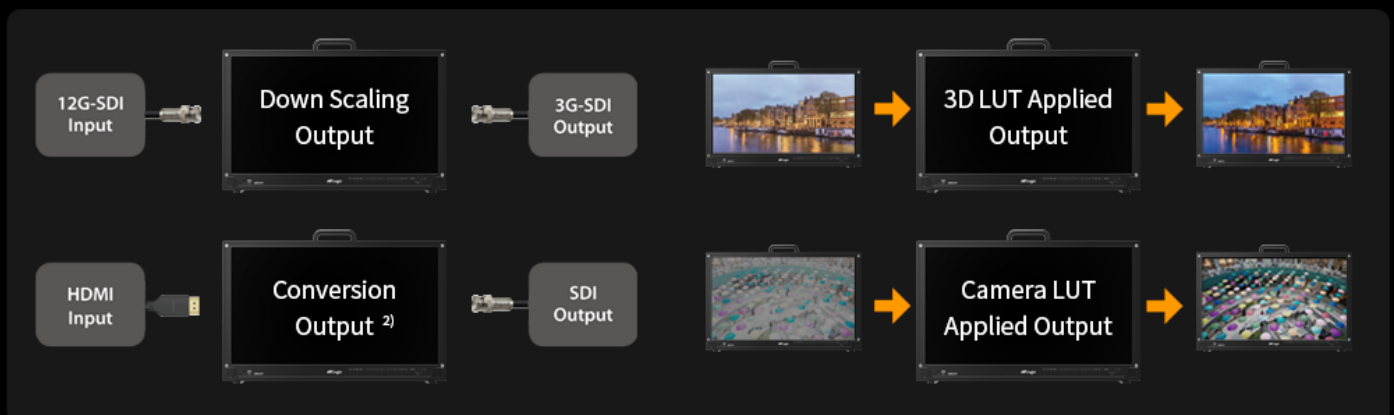 12G-SDI
Input
Down Scaling
Output
3G-SDI
Output
3D LUT Applied
Output
HDMI
Input
Conversion
Output 2)
SDI
Output
Camera LUT
Applied Output